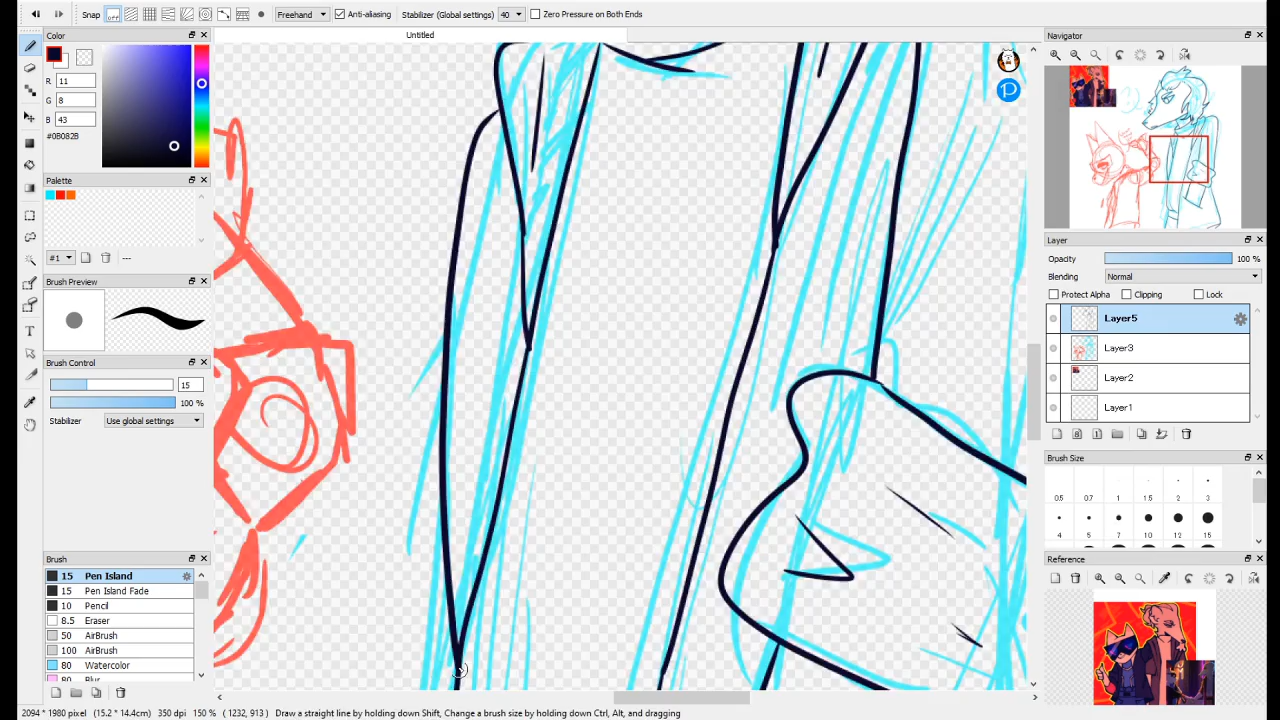 Snap
Off
Freehand
Anti-aliasing
Stabilizer (Global settings)
40
Zero Pressure on Both Ends
Color
Untitled
R 11
G 8
B 43
#0B082B
Palette
#1
---
Brush Preview
Brush Control
15
100 %
Stabilizer
Use global settings
Brush
15 Pen Island
15 Pen Island Fade
10 Pencil
8.5 Eraser
50 AirBrush
100 AirBrush
80 Watercolor
80 Blur
Navigator
Layer
Opacity
100 %
Blending
Normal
Protect Alpha
Clipping
Lock
Layer5
Layer3
Layer2
Layer1
Brush Size
0.5 0.7 1 1.5 2 3
4 5 7 10 12 15
Reference
2094 * 1980 pixel (15.2 * 14.4cm) 350 dpi 150 % ( 1232, 913 ) Draw a straight line by holding down Shift, Change a brush size by holding down Ctrl, Alt, and dragging